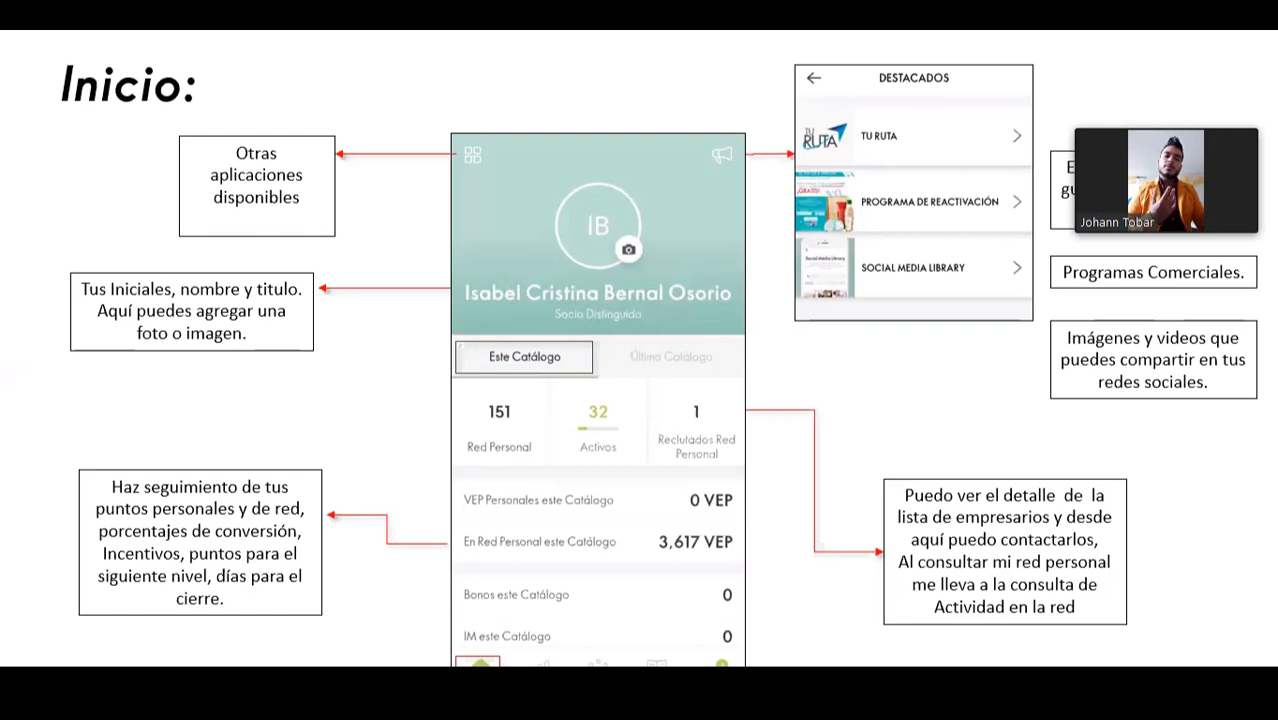 Inicio:
Otras
aplicaciones
disponibles
Tus Iniciales, nombre y titulo.
Aquí puedes agregar una
foto o imagen.
Haz seguimiento de tus
puntos personales y de red,
porcentajes de conversión,
Incentivos, puntos para el
siguiente nivel, días para el
cierre.
IB
Isabel Cristina Bernal Osorio
Socio Distinguido
Este Catálogo
Último Catálogo
151
32
1
Red Personal
Activos
Reclutados Red
Personal
VEP Personales este Catálogo
0 VEP
En Red Personal este Catálogo
3,617 VEP
Bonos este Catálogo
0
IM este Catálogo
0
DESTACADOS
TU
RUTA
TU RUTA
¡GRATIS!
PROGRAMA DE REACTIVACIÓN
Social Media Library
SOCIAL MEDIA LIBRARY
Johann Tobar
Programas Comerciales.
Imágenes y videos que
puedes compartir en tus
redes sociales.
Puedo ver el detalle de la
lista de empresarios y desde
aquí puedo contactarlos,
Al consultar mi red personal
me lleva a la consulta de
Actividad en la red